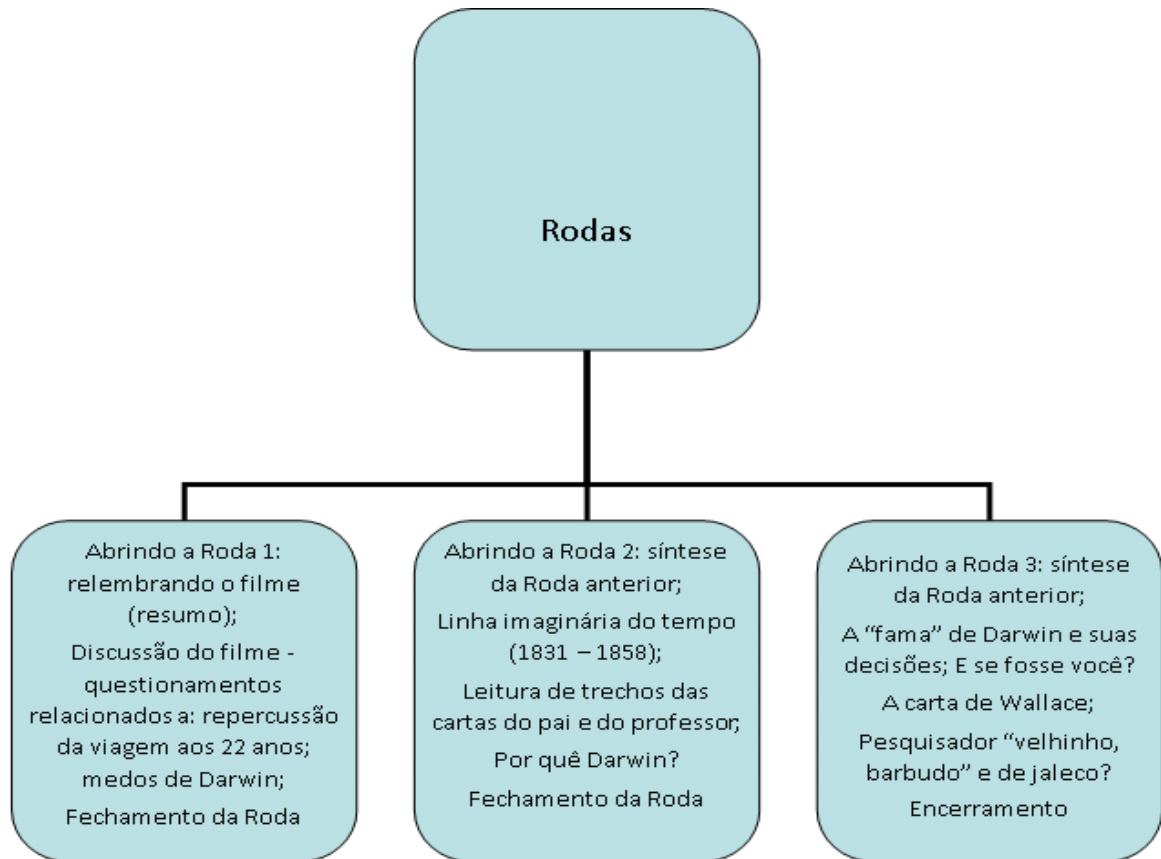 Rodas
Abrindo a Roda 1:
relembrando o filme
(resumo);
Discussão do filme -
questionamentos
relacionados a: repercussão
da viagem aos 22 anos;
medos de Darwin;
Fechamento da Roda
Abrindo a Roda 2: síntese
da Roda anterior;
Linha imaginária do tempo
(1831 – 1858);
Leitura de trechos das
cartas do pai e do professor;
Por quê Darwin?
Fechamento da Roda
Abrindo a Roda 3: síntese
da Roda anterior;
A “fama” de Darwin e suas
decisões; E se fosse você?
A carta de Wallace;
Pesquisador “velhinho,
barbudo” e de jaleco?
Encerramento